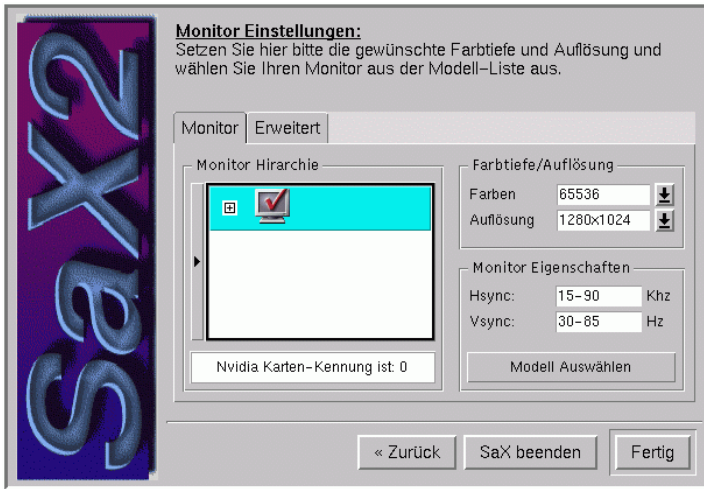 SaX2
Monitor Einstellungen:
Setzen Sie hier bitte die gewünschte Farbtiefe und Auflösung und
wählen Sie Ihren Monitor aus der Modell-Liste aus.
Monitor Erweitert
Monitor Hirarchie
Nvidia Karten-Kennung ist: 0
Farbtiefe/Auflösung
Farben 65536
Auflösung 1280x1024
Monitor Eigenschaften
Hsync: 15-90 Khz
Vsync: 30-85 Hz
Modell Auswählen
« Zurück SaX beenden Fertig